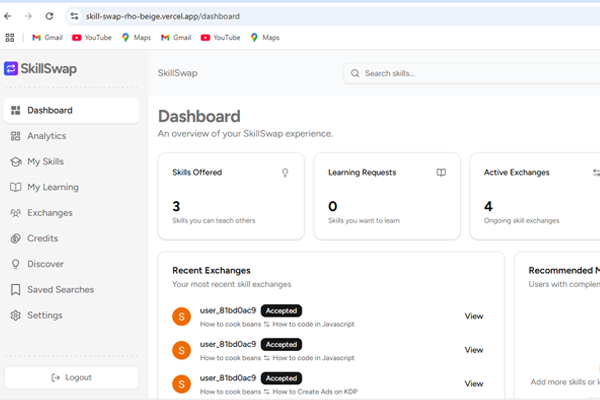 skill-swap-rho-beige.vercel.app/dashboard
Gmail YouTube Maps Gmail YouTube Maps
SkillSwap
SkillSwap
Search skills...
Dashboard
Analytics
My Skills
My Learning
Exchanges
Credits
Discover
Saved Searches
Settings
Logout
Dashboard
An overview of your SkillSwap experience.
Skills Offered
3
Skills you can teach others
Learning Requests
0
Skills you want to learn
Active Exchanges
4
Ongoing skill exchanges
Recent Exchanges
Your most recent skill exchanges
S
user_81bd0ac9 Accepted
How to cook beans ⇆ How to code in Javascript
View
S
user_81bd0ac9 Accepted
How to cook beans ⇆ How to code in Javascript
View
S
user_81bd0ac9 Accepted
How to cook beans ⇆ How to Create Ads on KDP
View
Recommended M
Users with complem
Add more skills or